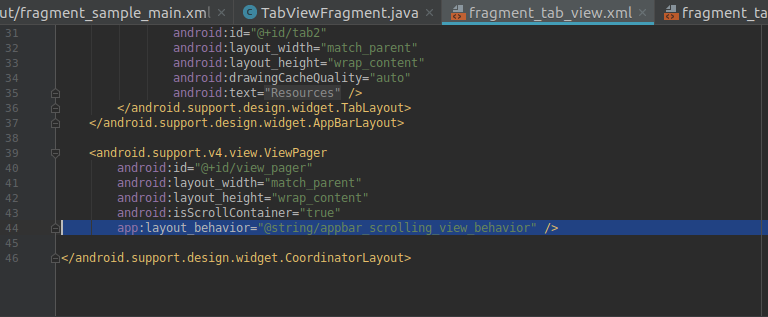 ut/fragment_sample_main.xml × TabViewFragment.java × fragment_tab_view.xml × fragment_ta
31 android:id="@+id/tab2"
32 android:layout_width="match_parent"
33 android:layout_height="wrap_content"
34 android:drawingCacheQuality="auto"
35 android:text="Resources" />
36 </android.support.design.widget.TabLayout>
37 </android.support.design.widget.AppBarLayout>
38
39 <android.support.v4.view.ViewPager
40 android:id="@+id/view_pager"
41 android:layout_width="match_parent"
42 android:layout_height="wrap_content"
43 android:isScrollContainer="true"
44 app:layout_behavior="@string/appbar_scrolling_view_behavior" />
45
46 </android.support.design.widget.CoordinatorLayout>